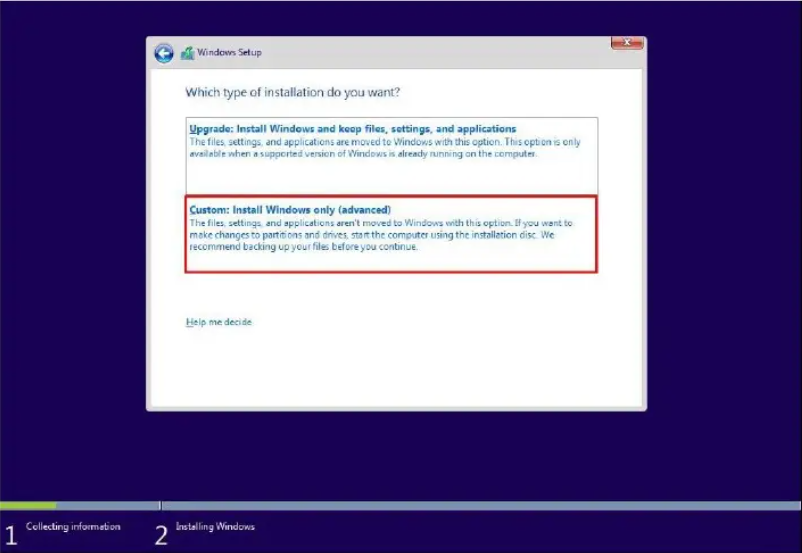 Windows Setup
Which type of installation do you want?
Upgrade: Install Windows and keep files, settings, and applications
The files, settings, and applications are moved to Windows with this option. This option is only
available when a supported version of Windows is already running on the computer.
Custom: Install Windows only (advanced)
The files, settings, and applications aren't moved to Windows with this option. If you want to
make changes to partitions and drives, start the computer using the installation disc. We
recommend backing up your files before you continue.
Help me decide
1 Collecting information 2 Installing Windows